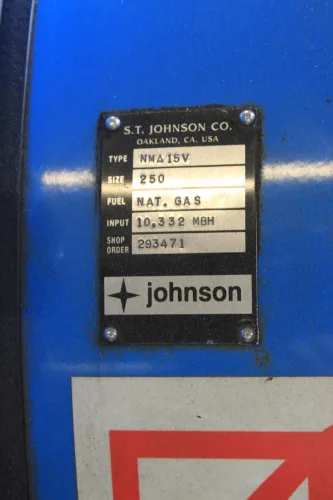 S.T. JOHNSON CO.
OAKLAND, CA. USA
TYPE NMΔ15V
SIZE 250
FUEL NAT. GAS
INPUT 10,332 MBH
SHOP ORDER 293471
johnson